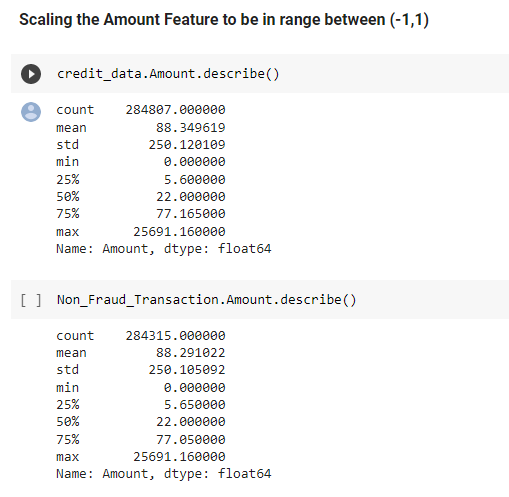 Scaling the Amount Feature to be in range between (-1,1)
credit_data.Amount.describe()
count 284807.000000
mean 88.349619
std 250.120109
min 0.000000
25% 5.600000
50% 22.000000
75% 77.165000
max 25691.160000
Name: Amount, dtype: float64
[ ] Non_Fraud_Transaction.Amount.describe()
count 284315.000000
mean 88.291022
std 250.105092
min 0.000000
25% 5.650000
50% 22.000000
75% 77.050000
max 25691.160000
Name: Amount, dtype: float64